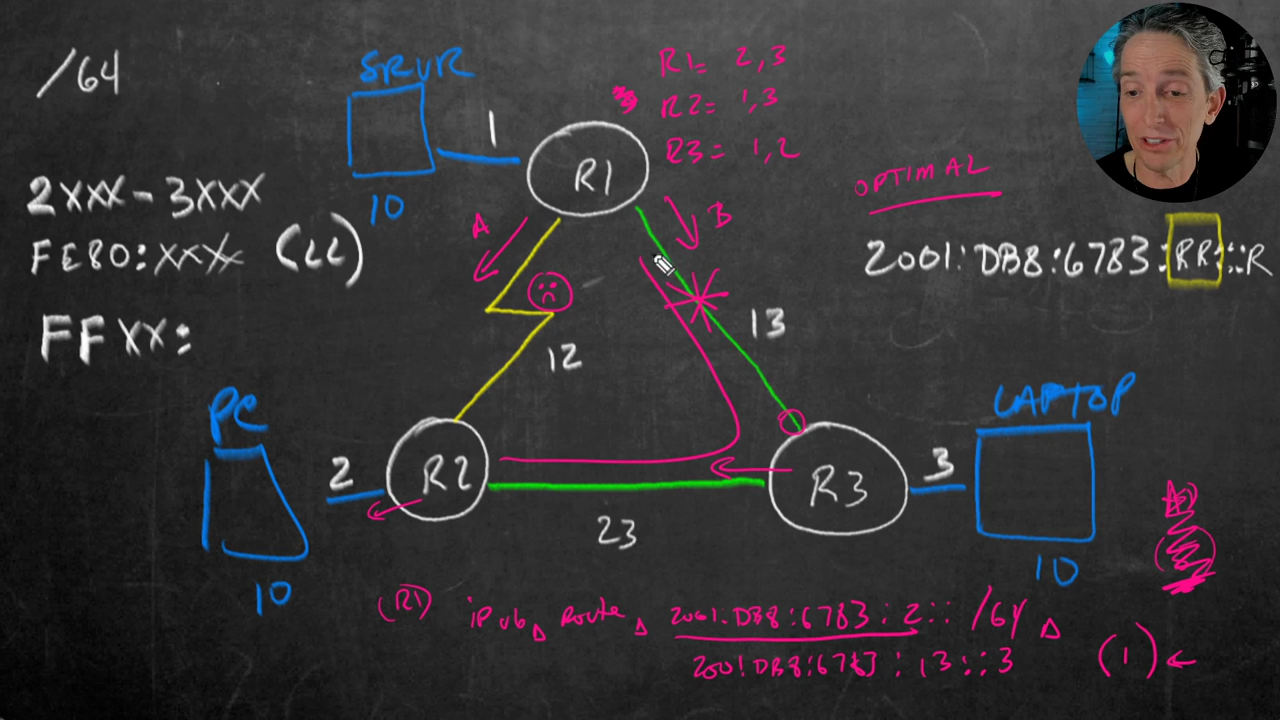 /64
SRVR
1
10
R1
R1= 2,3
R2= 1,3
R3= 1,2
OPTIMAL
2001:DB8:6783:RR:::R
2XXX-3XXX
FE80:XXX (LL)
FFXX:
A
B
12
13
PC
2
10
R2
23
R3
3
LAPTOP
10
(R1) ipv6 Route 2001:DB8:6783:2:: /64
2001:DB8:6783:13::3 (1)